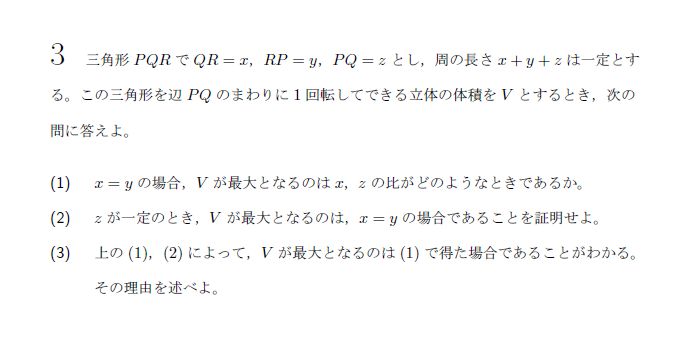 3 三角形 PQR で QR = x，RP = y，PQ = z とし，周の長さ x + y + z は一定とす
る。この三角形を辺 PQ のまわりに 1 回転してできる立体の体積を V とするとき，次の
問に答えよ。
(1) x = y の場合，V が最大となるのは x，z の比がどのようなときであるか。
(2) z が一定のとき，V が最大となるのは，x = y の場合であることを証明せよ。
(3) 上の (1)，(2) によって，V が最大となるのは (1) で得た場合であることがわかる。
その理由を述べよ。